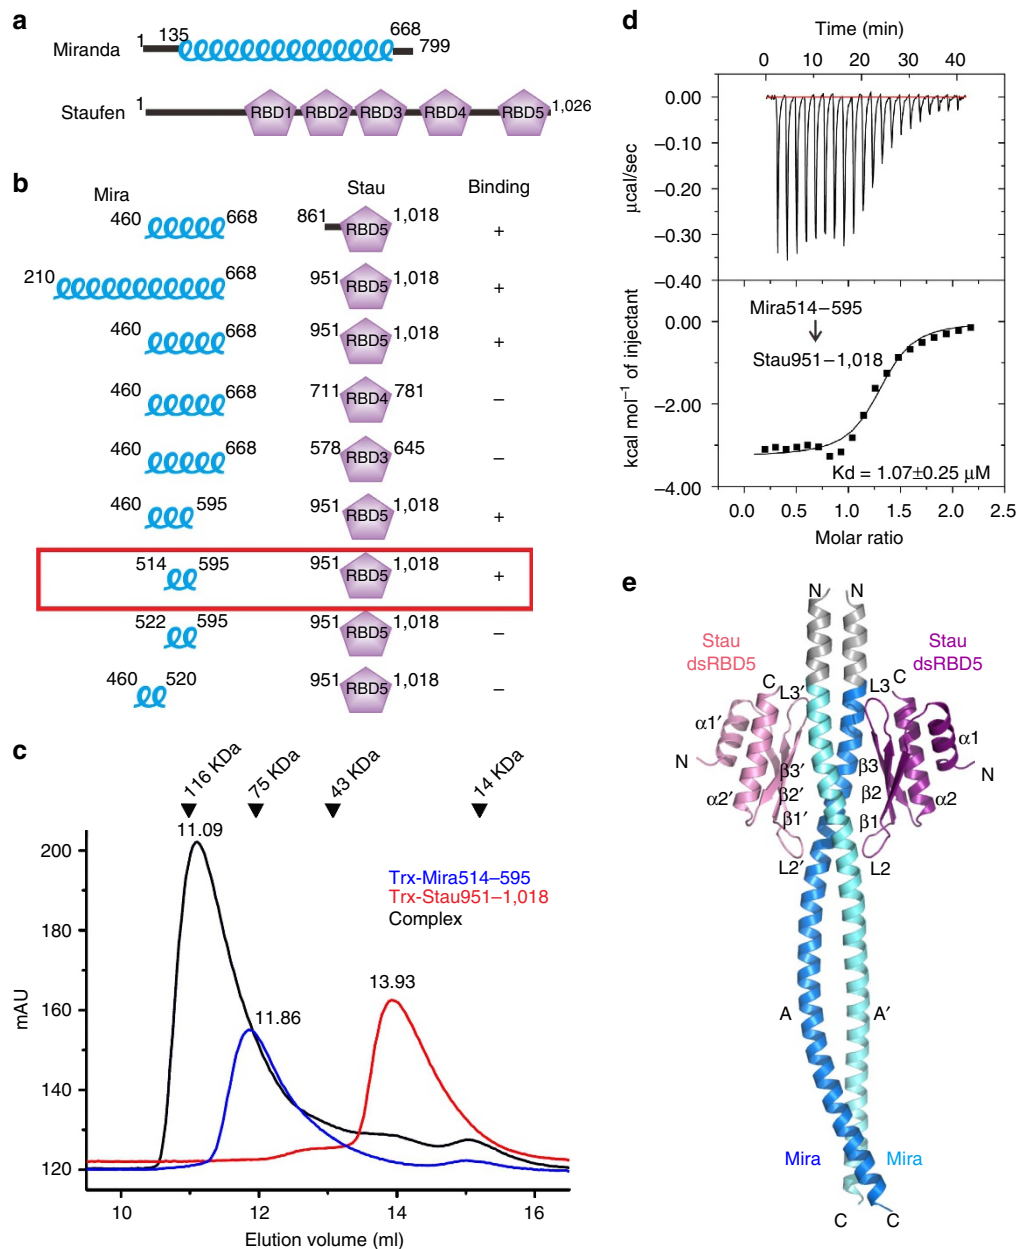 a
Miranda 1 135 668 799
Staufen 1 RBD1 RBD2 RBD3 RBD4 RBD5 1,026
b
Mira Stau Binding
460 668 861 RBD5 1,018 +
210 668 951 RBD5 1,018 +
460 668 951 RBD5 1,018 +
460 668 711 RBD4 781 –
460 668 578 RBD3 645 –
460 595 951 RBD5 1,018 +
514 595 951 RBD5 1,018 +
522 595 951 RBD5 1,018 –
460 520 951 RBD5 1,018 –
c
116 KDa 75 KDa 43 KDa 14 KDa
11.09
11.86
13.93
Trx-Mira514–595
Trx-Stau951–1,018
Complex
mAU
200
180
160
140
120
10 12 14 16
Elution volume (ml)
d
Time (min)
0 10 20 30 40
0.00
–0.10
–0.20
–0.30
–0.40
µcal/sec
0.00
–2.00
–4.00
kcal mol⁻¹ of injectant
Mira514–595
Stau951–1,018
Kd = 1.07±0.25 µM
0.0 0.5 1.0 1.5 2.0 2.5
Molar ratio
e
N N
Stau dsRBD5
Stau dsRBD5
C L3′ L3 C
α1′ α1
N N
β3′ β3
β2′ β2
α2′ α2
β1′ β1
L2′ L2
A A′
Mira Mira
C C